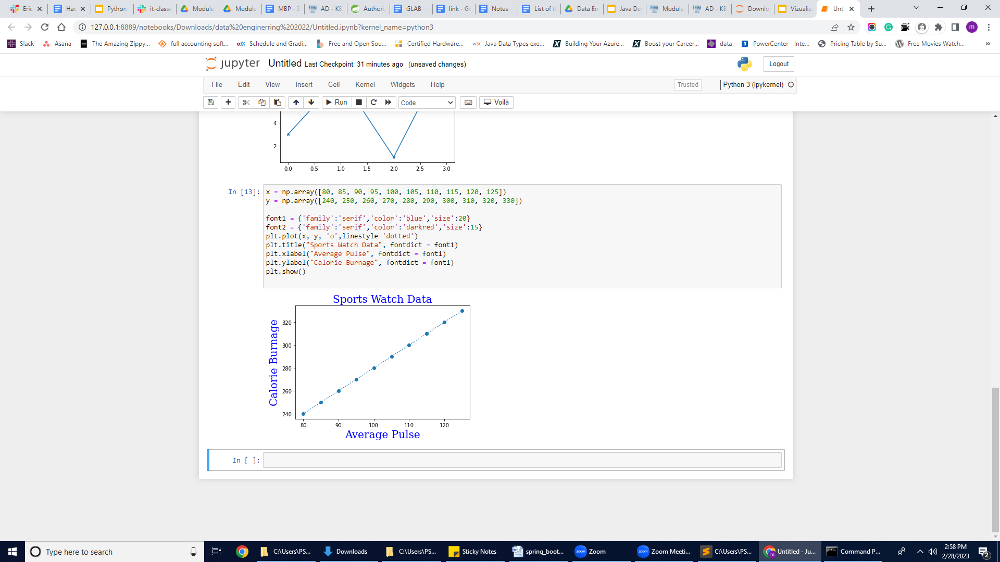 Eric
Hac
Python
it-classe
Module
Module
MBP - 3
AD - KB
Authori
GLAB -
link - Go
Notes -
List of t
Data En
Java De
Module
AD - KB
Downlo
Vizualiz
Unti
127.0.0.1:8889/notebooks/Downloads/data%20enginerring%202022/Untitled.ipynb?kernel_name=python3
m
Slack
Asana
The Amazing Zippy...
full accounting soft...
edX Schedule and Gradi...
Free and Open Sou...
Certified Hardware...
w3r Java Data Types exe...
Building Your Azure...
Boost your Career...
data
PowerCenter - Inte...
Pricing Table by Su...
Free Movies Watch...
»
jupyter Untitled Last Checkpoint: 31 minutes ago (unsaved changes)
Logout
File Edit View Insert Cell Kernel Widgets Help
Trusted
Python 3 (ipykernel)
Run
Code
Voilà
4
2
0.0 0.5 1.0 1.5 2.0 2.5 3.0
In [13]:
x = np.array([80, 85, 90, 95, 100, 105, 110, 115, 120, 125])
y = np.array([240, 250, 260, 270, 280, 290, 300, 310, 320, 330])
font1 = {'family':'serif','color':'blue','size':20}
font2 = {'family':'serif','color':'darkred','size':15}
plt.plot(x, y, 'o',linestyle='dotted')
plt.title("Sports Watch Data", fontdict = font1)
plt.xlabel("Average Pulse", fontdict = font1)
plt.ylabel("Calorie Burnage", fontdict = font1)
plt.show()
Sports Watch Data
Calorie Burnage
320
300
280
260
240
80 90 100 110 120
Average Pulse
In [ ]:
Type here to search
C:\Users\PS...
Downloads
C:\Users\PS...
Sticky Notes
spring_boot...
zoom Zoom
zoom Zoom Meeti...
C:\Users\PS...
Untitled - Ju...
Command P...
2:58 PM
2/28/2023
2